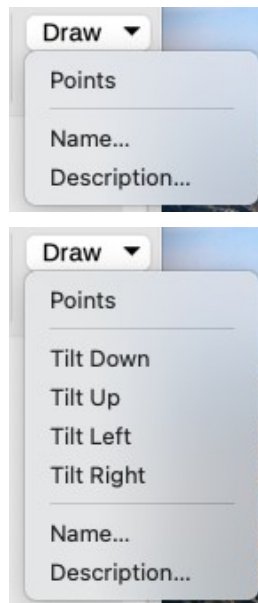 Draw
Points
Name...
Description...
Draw
Points
Tilt Down
Tilt Up
Tilt Left
Tilt Right
Name...
Description...